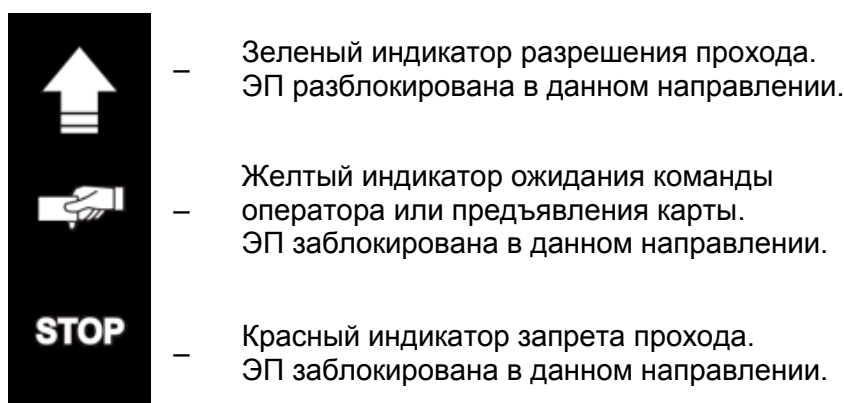 – Зеленый индикатор разрешения прохода.
ЭП разблокирована в данном направлении.
Желтый индикатор ожидания команды
– оператора или предъявления карты.
ЭП заблокирована в данном направлении.
STOP
– Красный индикатор запрета прохода.
ЭП заблокирована в данном направлении.